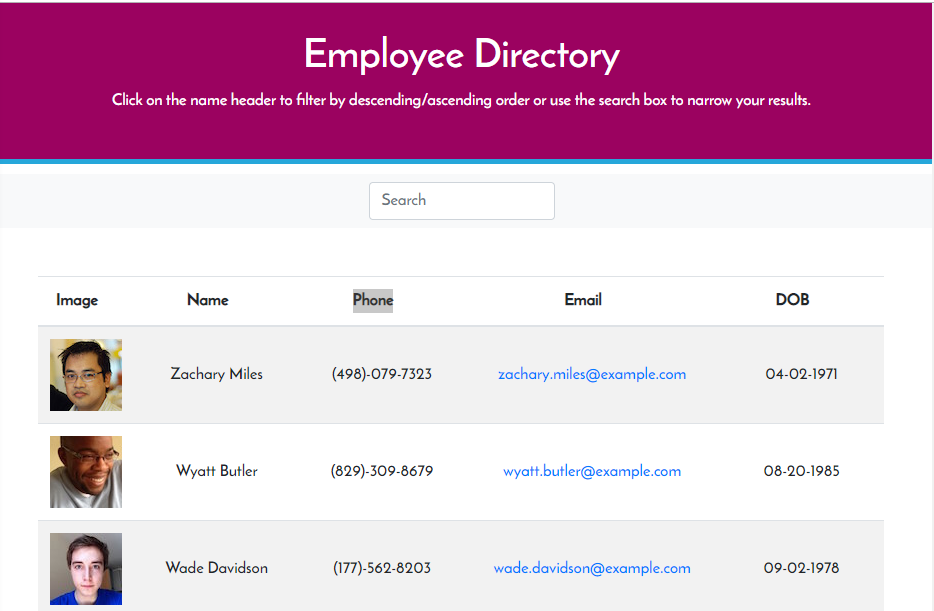 Employee Directory
Click on the name header to filter by descending/ascending order or use the search box to narrow your results.
Search
Image Name Phone Email DOB
Zachary Miles (498)-079-7323 zachary.miles@example.com 04-02-1971
Wyatt Butler (829)-309-8679 wyatt.butler@example.com 08-20-1985
Wade Davidson (177)-562-8203 wade.davidson@example.com 09-02-1978